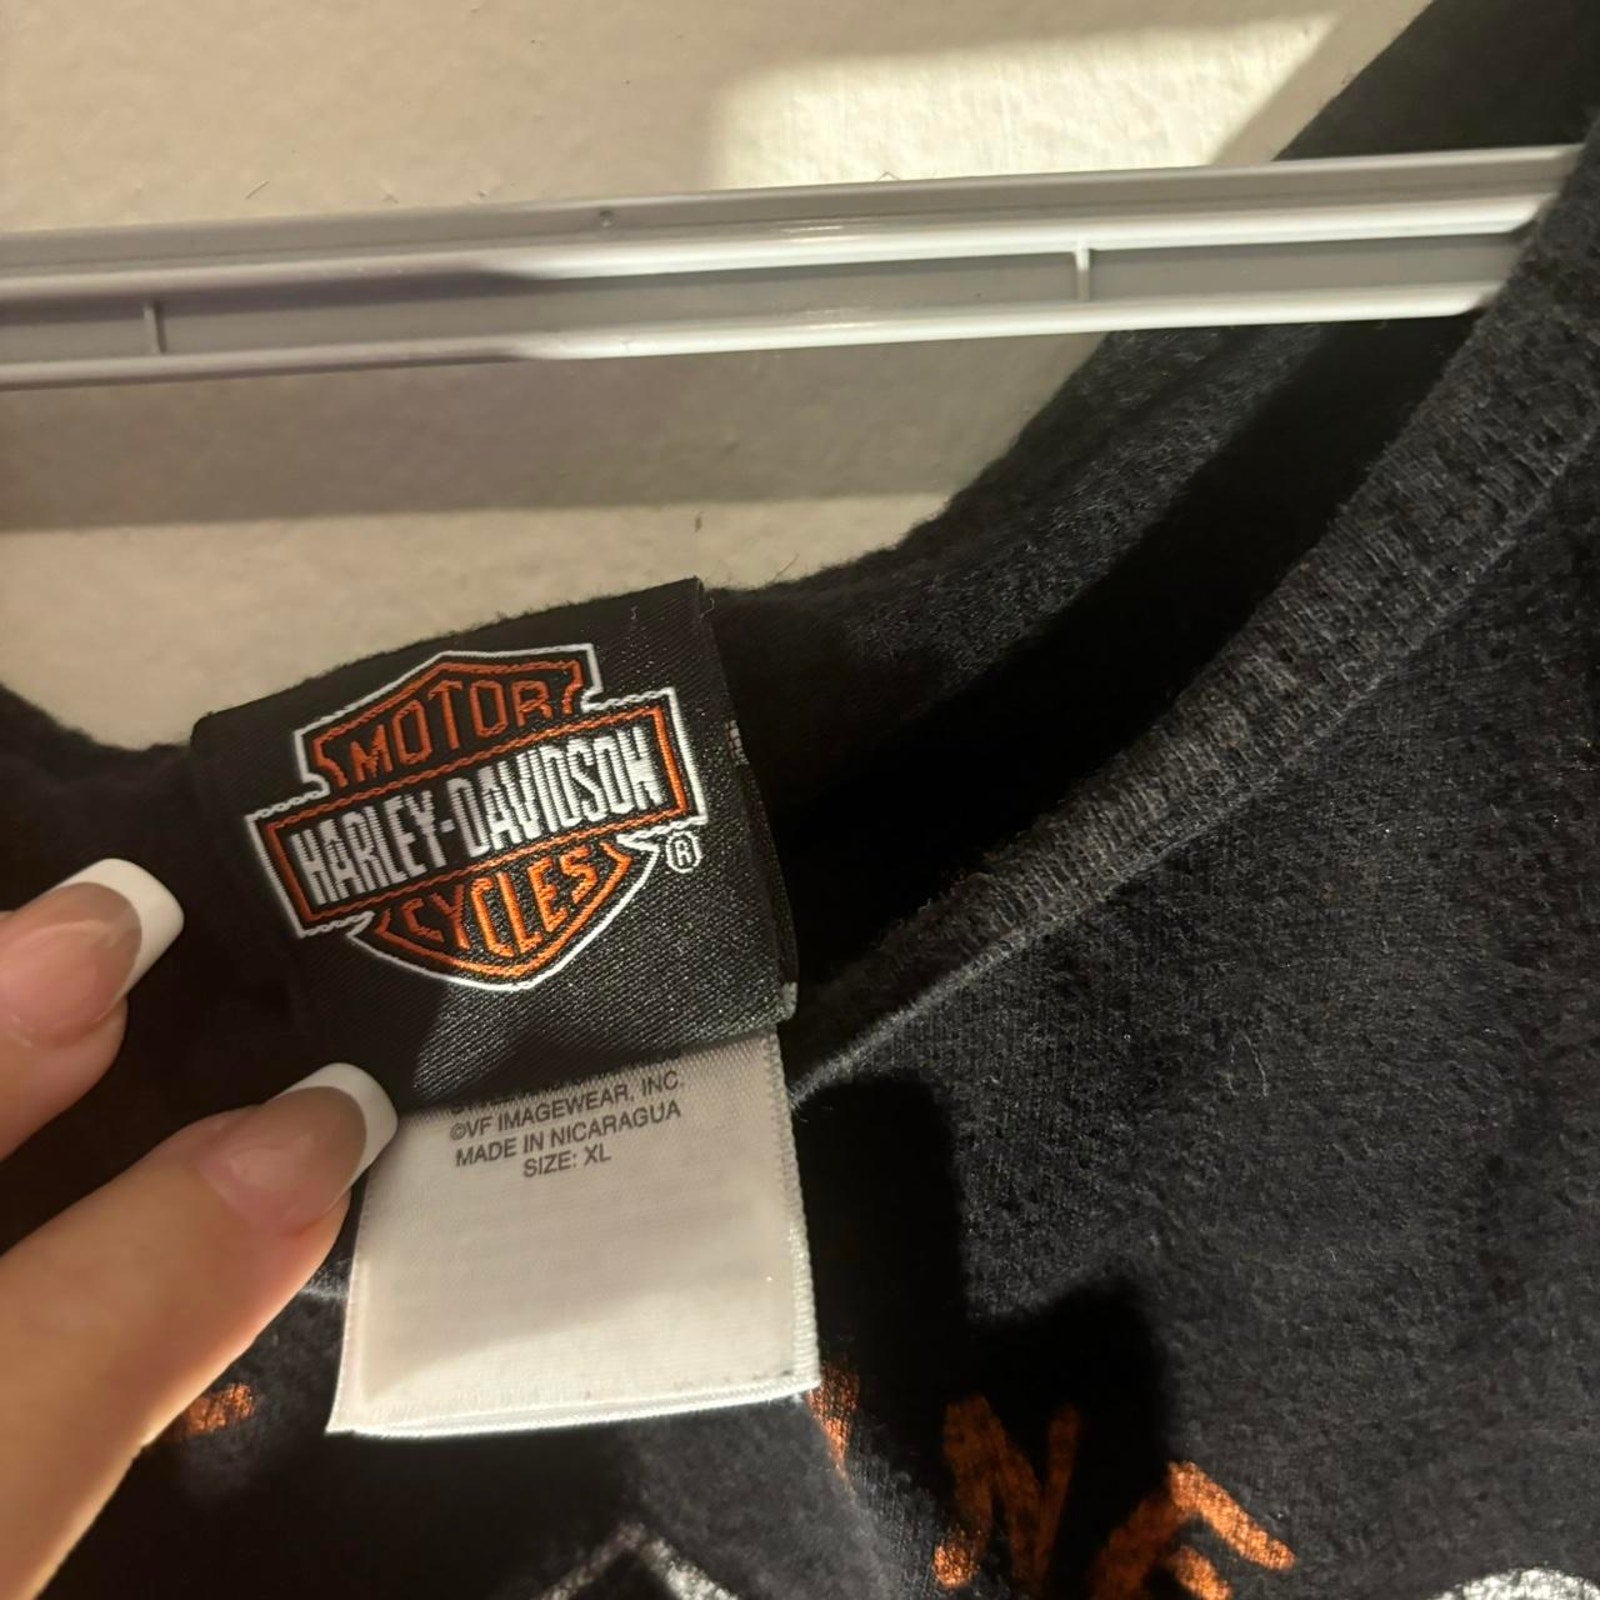 MOTOR
HARLEY-DAVIDSON
CYCLES
®
©VF IMAGEWEAR, INC.
MADE IN NICARAGUA
SIZE: XL